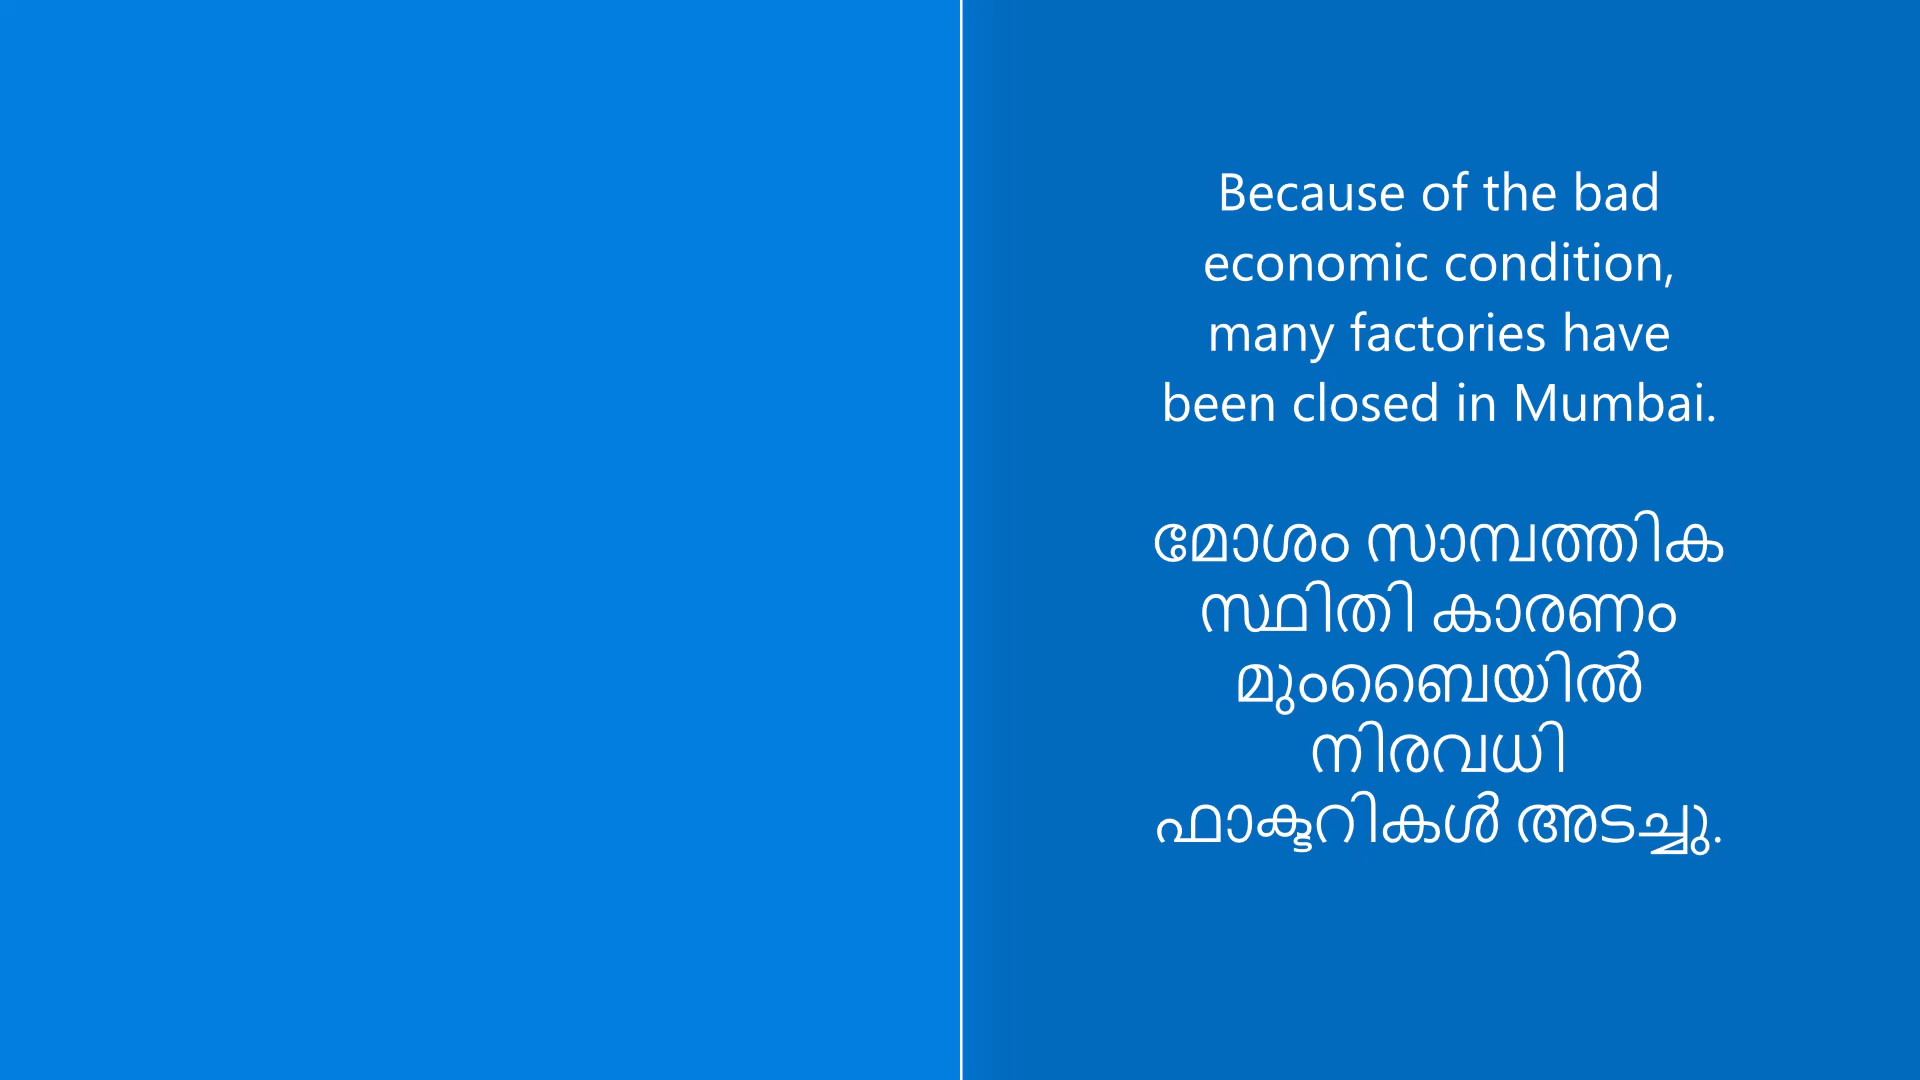 Because of the bad
economic condition,
many factories have
been closed in Mumbai.
മോശം സാമ്പത്തിക
സ്ഥിതി കാരണം
മുംബൈയിൽ
നിരവധി
ഫാക്ടറികൾ അടച്ചു.